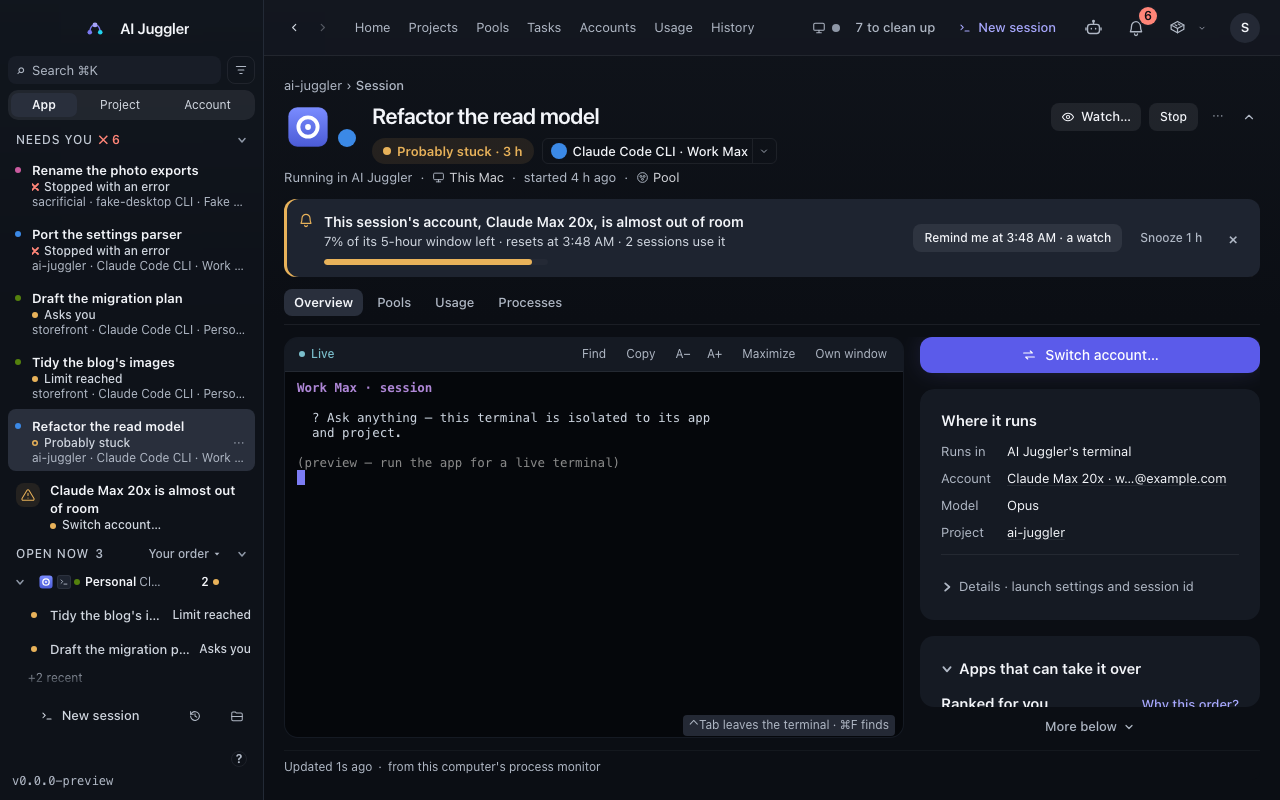 AI Juggler
Search ⌘K
App Project Account
NEEDS YOU 6
Rename the photo exports
Stopped with an error
sacrificial · fake-desktop CLI · Fake ...
Port the settings parser
Stopped with an error
ai-juggler · Claude Code CLI · Work ...
Draft the migration plan
Asks you
storefront · Claude Code CLI · Perso...
Tidy the blog's images
Limit reached
storefront · Claude Code CLI · Perso...
Refactor the read model
Probably stuck ...
ai-juggler · Claude Code CLI · Work ...
Claude Max 20x is almost out
of room
Switch account...
OPEN NOW 3 Your order
Personal Cl... 2
Tidy the blog's i... Limit reached
Draft the migration p... Asks you
+2 recent
New session
?
v0.0.0-preview
Home Projects Pools Tasks Accounts Usage History 7 to clean up New session 6 S
ai-juggler › Session
Refactor the read model
Watch... Stop ...
Probably stuck · 3 h Claude Code CLI · Work Max
Running in AI Juggler · This Mac · started 4 h ago · Pool
This session's account, Claude Max 20x, is almost out of room
7% of its 5-hour window left · resets at 3:48 AM · 2 sessions use it
Remind me at 3:48 AM · a watch Snooze 1 h ×
Overview Pools Usage Processes
Live Find Copy A− A+ Maximize Own window
Work Max · session
? Ask anything — this terminal is isolated to its app
and project.
(preview — run the app for a live terminal)
^Tab leaves the terminal · ⌘F finds
Switch account...
Where it runs
Runs in AI Juggler's terminal
Account Claude Max 20x · w...@example.com
Model Opus
Project ai-juggler
Details · launch settings and session id
Apps that can take it over
Ranked for you Why this order?
More below
Updated 1s ago · from this computer's process monitor